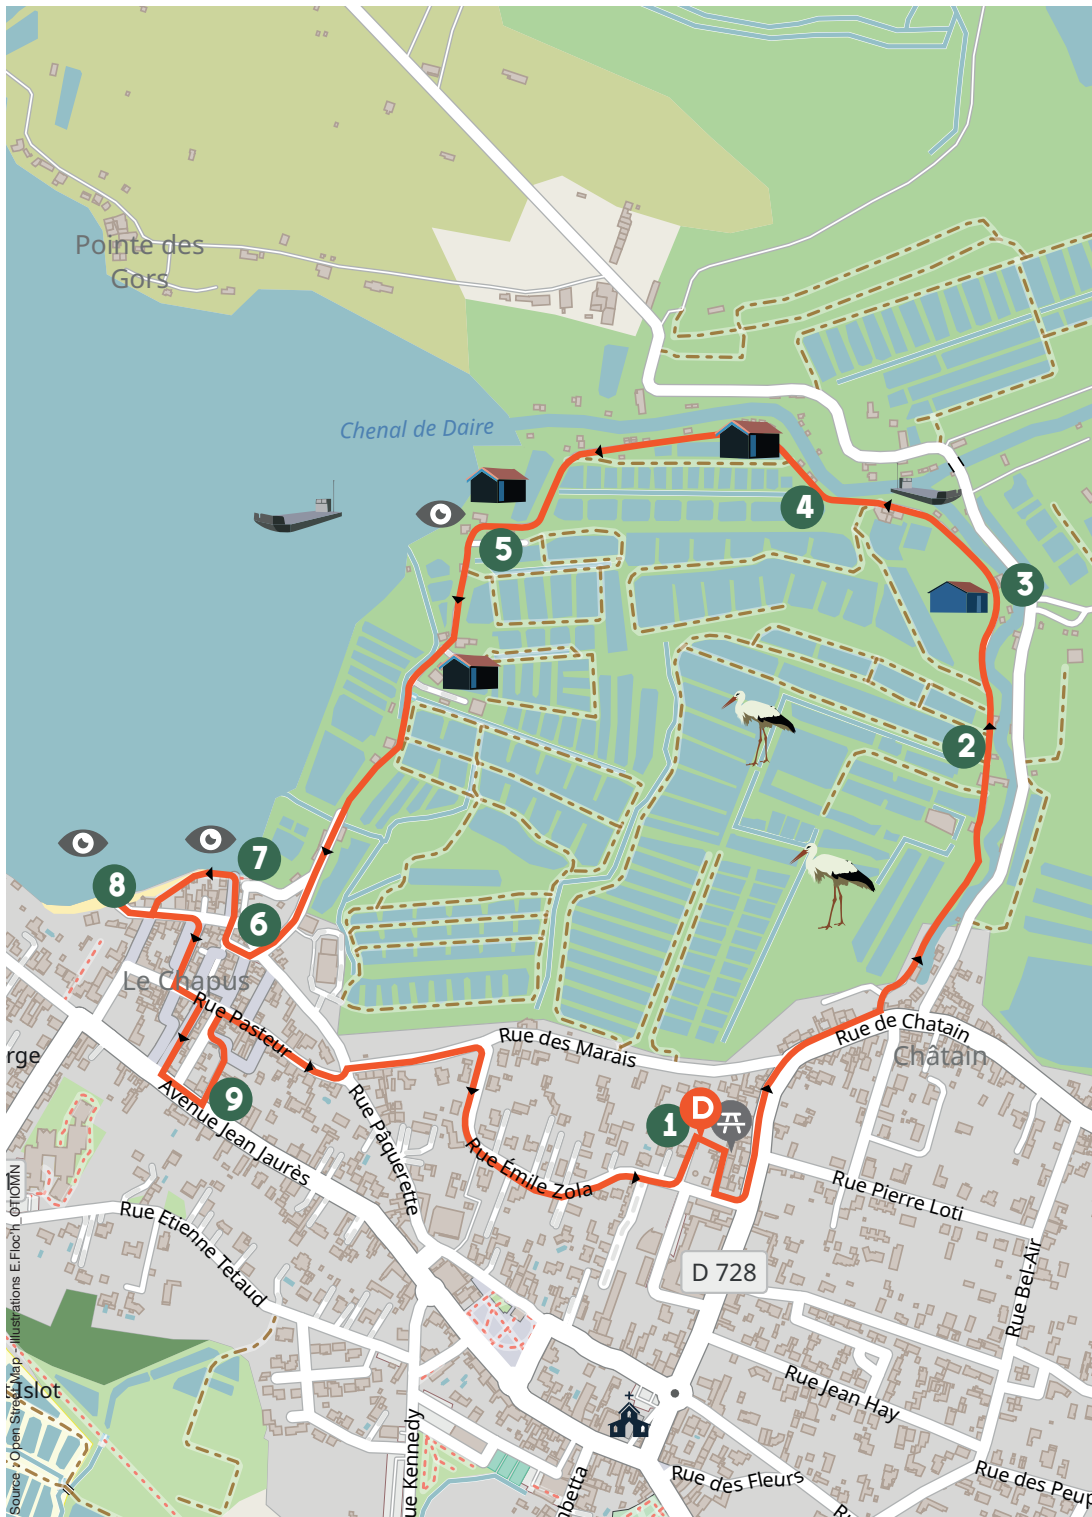 Pointe des
Gors
Chenal de Daire
5
4
3
2
7
8
6
Le Chapus
Rue Pasteur
Rue des Marais
Rue de Chatain
Châtain
erge
9
1
D
Avenue Jean Jaurès
Rue Pâquerette
Rue Émile Zola
Rue Pierre Loti
Rue Etienne Tetaud
D 728
Rue Bel-Air
Islot
Rue Jean Hay
ue Kennedy
mbetta
Rue des Fleurs
Rue des Peup
Ru
Source : Open Street Map - Illustrations E.Floc'h_OTIOMN